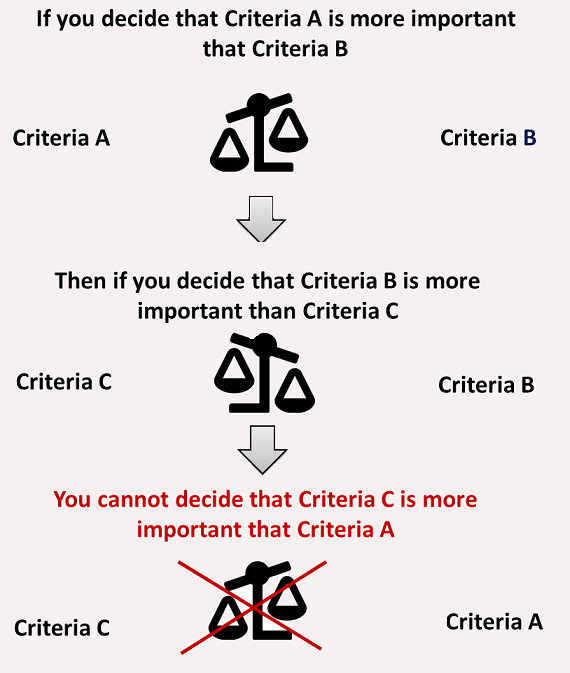 If you decide that Criteria A is more important
that Criteria B
Criteria A
Criteria B
Then if you decide that Criteria B is more
important than Criteria C
Criteria C
Criteria B
You cannot decide that Criteria C is more
important that Criteria A
Criteria C
Criteria A